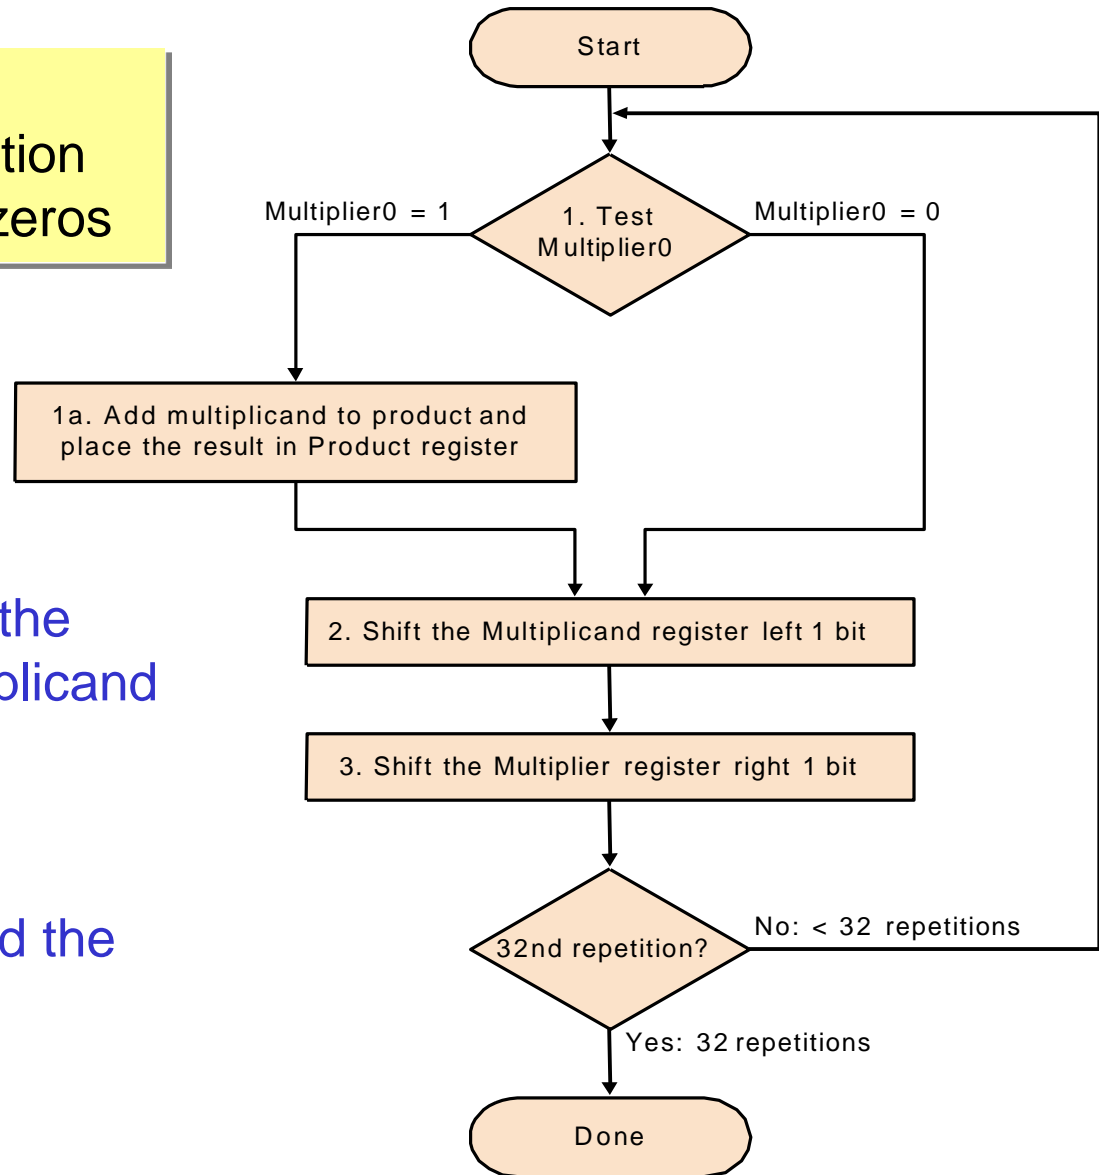 Start
tion
zeros
Multiplier0 = 1
1. Test
Multiplier0
Multiplier0 = 0
1a. Add multiplicand to product and
place the result in Product register
the
plicand
2. Shift the Multiplicand register left 1 bit
3. Shift the Multiplier register right 1 bit
d the
32nd repetition?
No: < 32 repetitions
Yes: 32 repetitions
Done